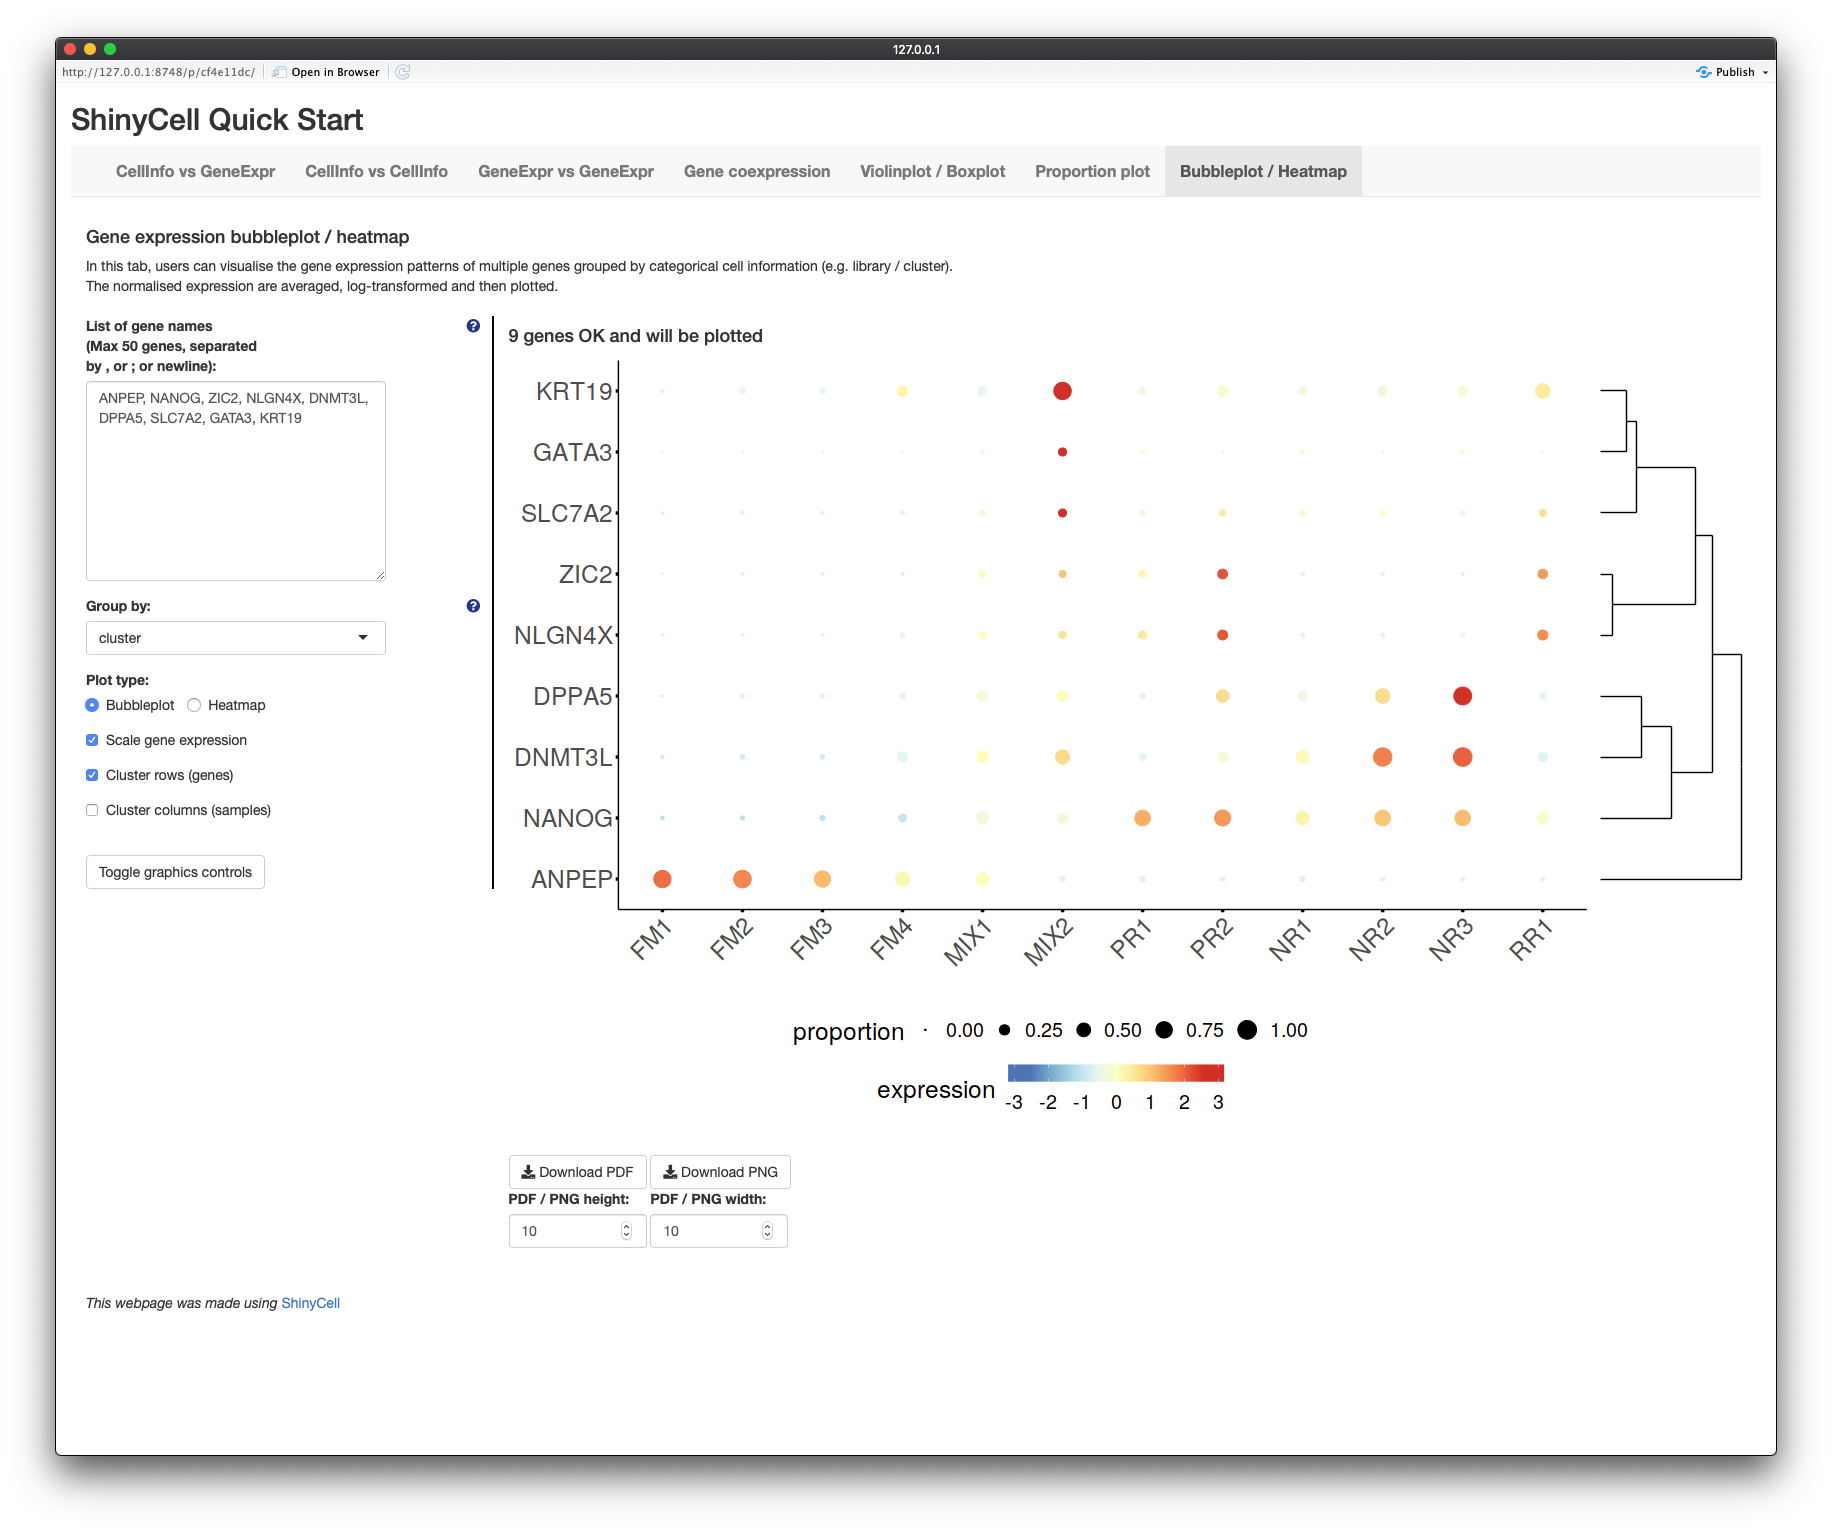 127.0.0.1
http://127.0.0.1:8748/p/cf4e11dc/ Open in Browser Publish
ShinyCell Quick Start
CellInfo vs GeneExpr CellInfo vs CellInfo GeneExpr vs GeneExpr Gene coexpression Violinplot / Boxplot Proportion plot Bubbleplot / Heatmap
Gene expression bubbleplot / heatmap
In this tab, users can visualise the gene expression patterns of multiple genes grouped by categorical cell information (e.g. library / cluster).
The normalised expression are averaged, log-transformed and then plotted.
List of gene names
(Max 50 genes, separated
by , or ; or newline):
ANPEP, NANOG, ZIC2, NLGN4X, DNMT3L,
DPPA5, SLC7A2, GATA3, KRT19
Group by:
cluster
Plot type:
Bubbleplot Heatmap
Scale gene expression
Cluster rows (genes)
Cluster columns (samples)
Toggle graphics controls
9 genes OK and will be plotted
KRT19
GATA3
SLC7A2
ZIC2
NLGN4X
DPPA5
DNMT3L
NANOG
ANPEP
FM1 FM2 FM3 FM4 MIX1 MIX2 PR1 PR2 NR1 NR2 NR3 RR1
proportion 0.00 0.25 0.50 0.75 1.00
expression
-3 -2 -1 0 1 2 3
Download PDF Download PNG
PDF / PNG height: PDF / PNG width:
10 10
This webpage was made using ShinyCell